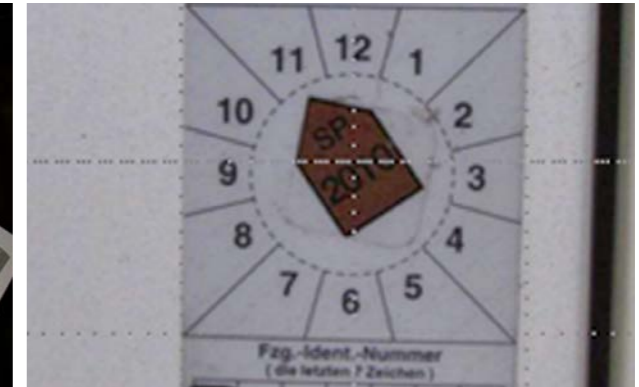 11 12 1
10 2
SP
2010
9 3
8 4
7 6 5
Fzg.-Ident.-Nummer
( die letzten 7 Zeichen )